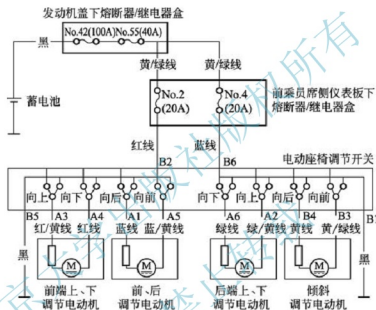 发动机盖下熔断器/继电器盒
No.42(100A)No.55(40A)
黑
黄/绿线
黄/绿线
蓄电池
No.2
(20A)
No.4
(20A)
前乘员席侧仪表板下
熔断器/继电器盒
红线
蓝线
B2
B6
电动座椅调节开关
向上 向下 向后 向前 向下 向上 向后 向前
B5 A3 A4 A1 A5 A6 A2 B4 B3
红/黄线 红线 蓝线 蓝/黄线 绿线 绿/黄线 黄线 黄/绿线
黑
黑
M M M M
前端上、下
调节电动机
前、后
调节电动机
后端上、下
调节电动机
倾斜
调节电动机